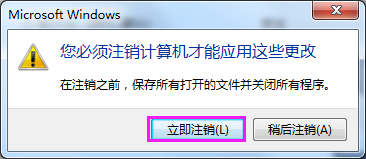 Microsoft Windows
您必须注销计算机才能应用这些更改
在注销之前，保存所有打开的文件并关闭所有程序。
立即注销(L) 稍后注销(A)